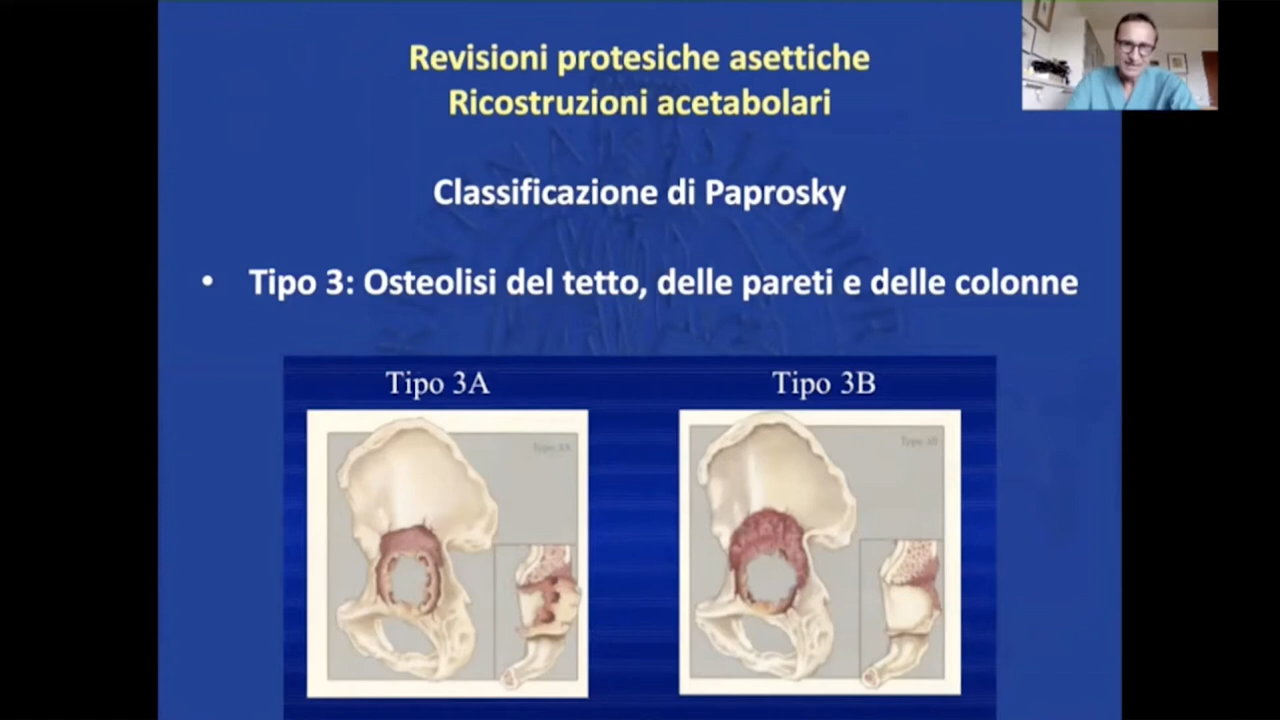 Revisioni protesiche asettiche
Ricostruzioni acetabolari
Classificazione di Paprosky
• Tipo 3: Osteolisi del tetto, delle pareti e delle colonne
Tipo 3A
Tipo 3B